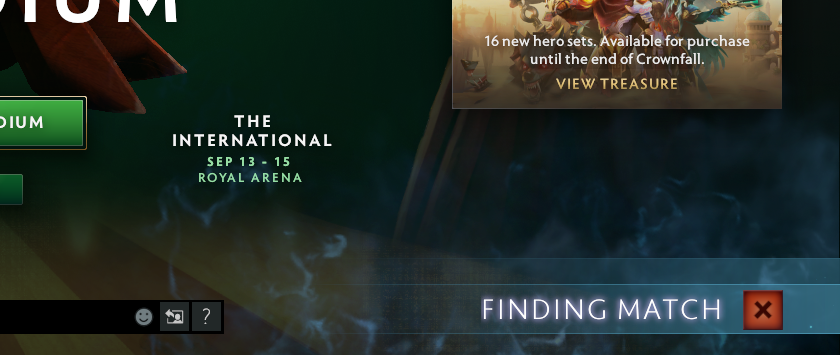 16 new hero sets. Available for purchase
until the end of Crownfall.
VIEW TREASURE
THE
INTERNATIONAL
SEP 13 - 15
ROYAL ARENA
FINDING MATCH
?